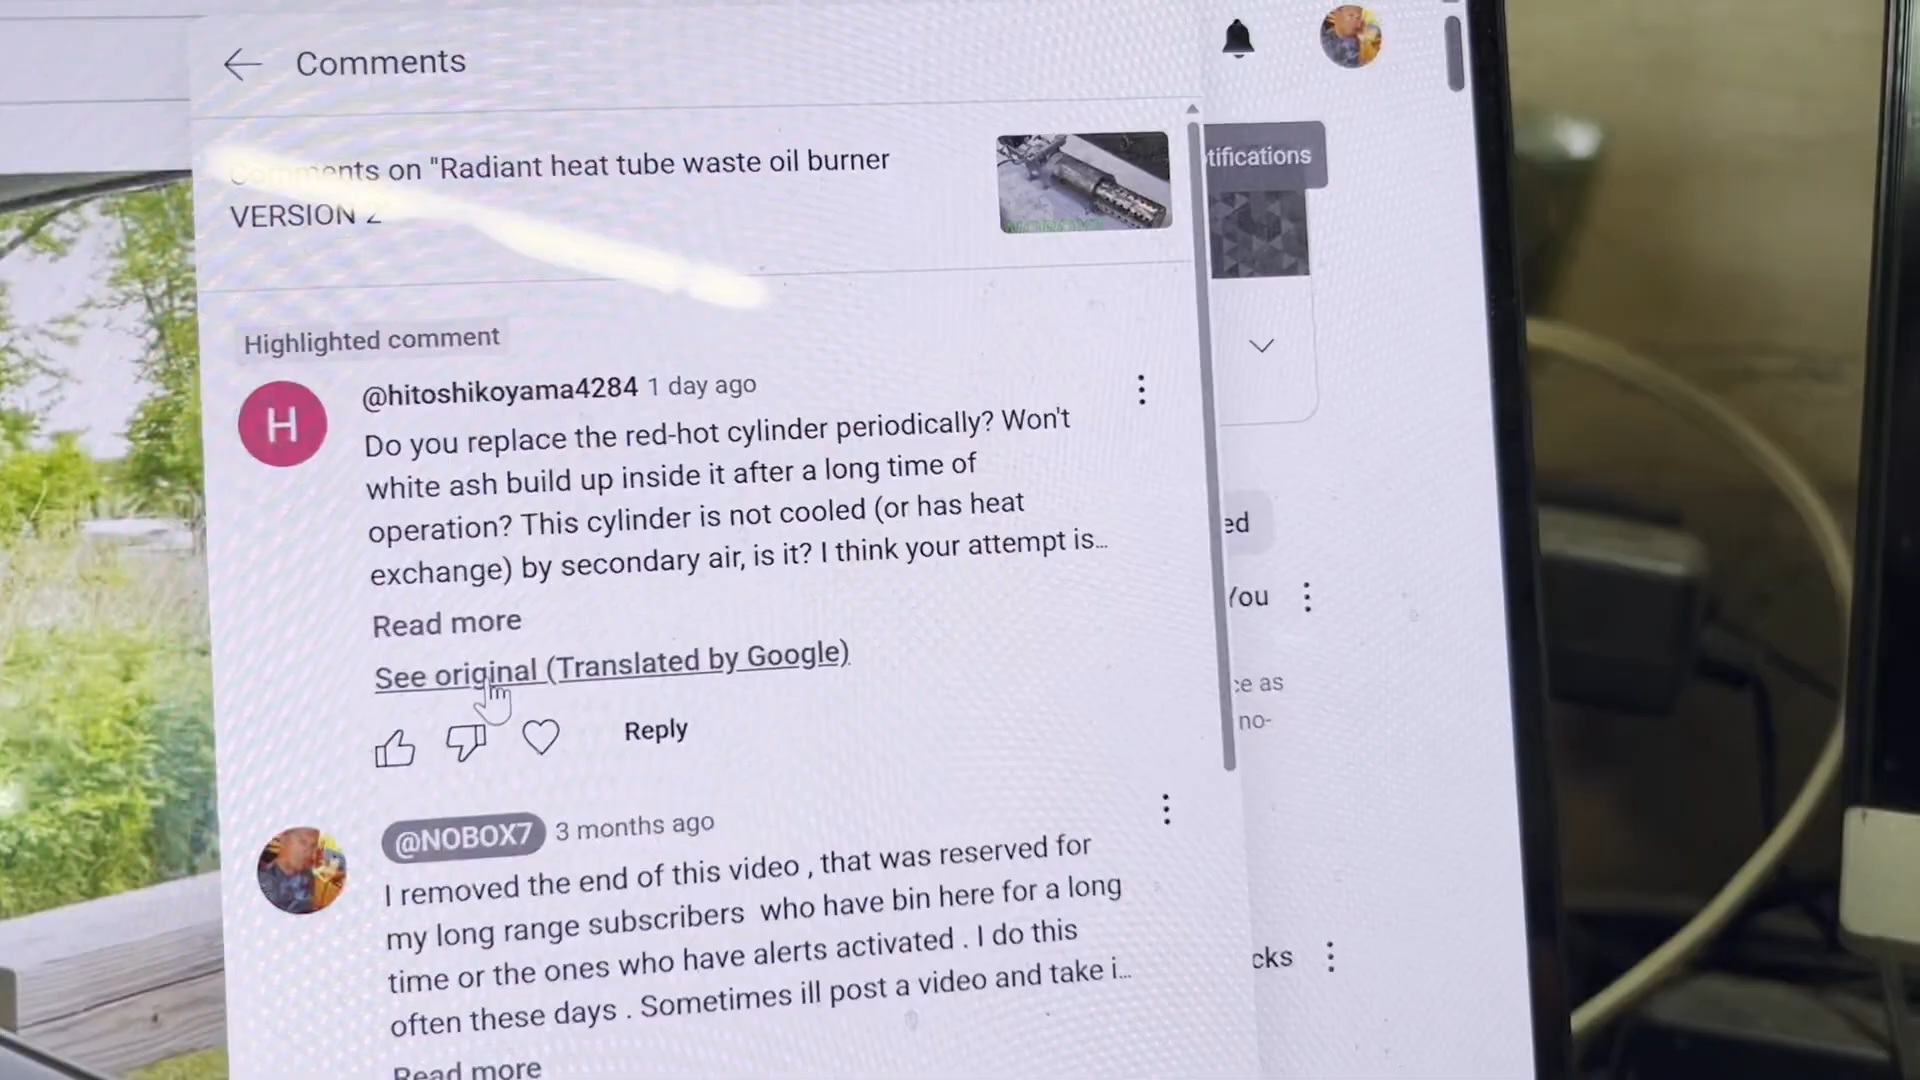 Comments
Comments on "Radiant heat tube waste oil burner
VERSION 2
tifications
Highlighted comment
H
@hitoshikoyama4284 1 day ago
Do you replace the red-hot cylinder periodically? Won't
white ash build up inside it after a long time of
operation? This cylinder is not cooled (or has heat
exchange) by secondary air, is it? I think your attempt is...
Read more
See original (Translated by Google)
Reply
@NOBOX7 3 months ago
I removed the end of this video , that was reserved for
my long range subscribers who have bin here for a long
time or the ones who have alerts activated . I do this
often these days . Sometimes ill post a video and take i...
Read more
ed
You
ce as
no-
cks